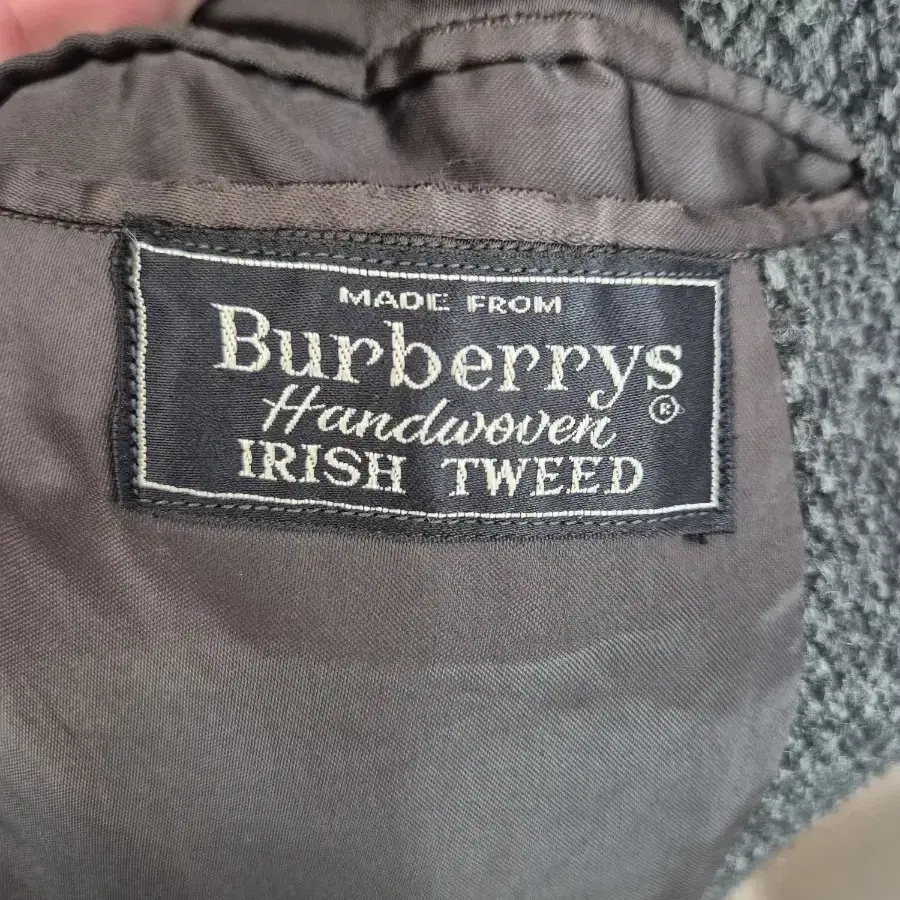 MADE FROM
Burberrys
®
Handwoven
IRISH TWEED